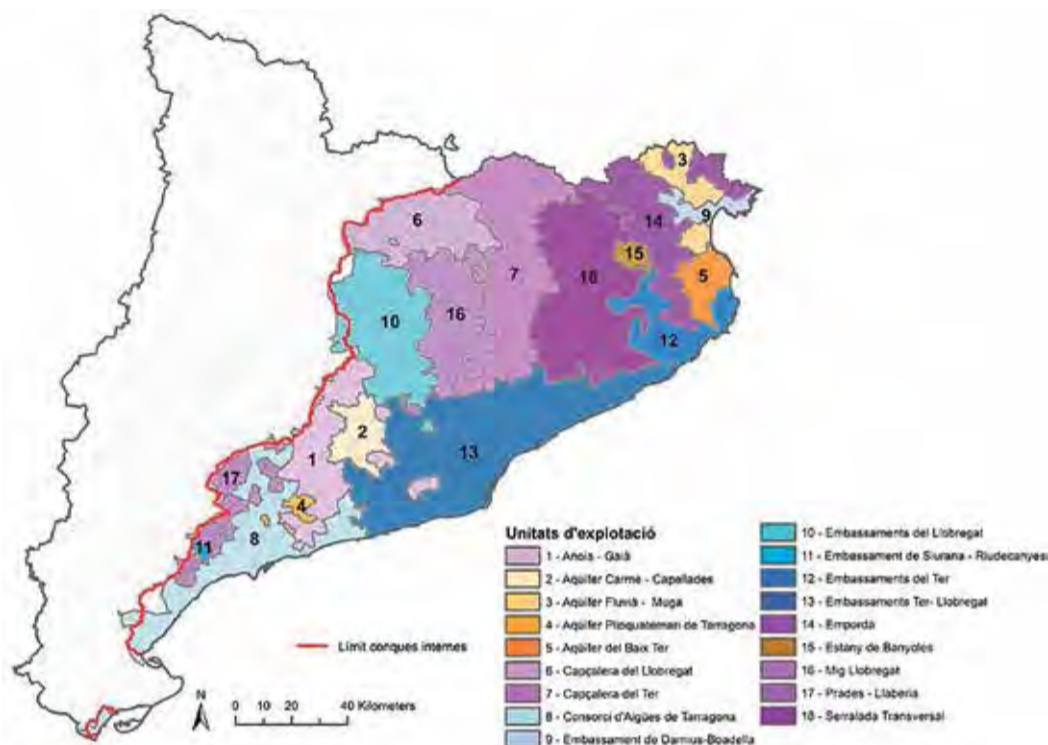 3
6
9
14
7
15
18
5
10
16
12
2
13
1
17
4
8
11
Unitats d'explotació
1 - Anoia - Gaià
2 - Aqüífer Carme - Capellades
3 - Aqüífer Fluvià - Muga
4 - Aqüífer Plioquaternari de Tarragona
5 - Aqüífer del Baix Ter
6 - Capçalera del Llobregat
7 - Capçalera del Ter
8 - Consorci d'Aigües de Tarragona
9 - Embassament de Darnius-Boadella
10 - Embassaments del Llobregat
11 - Embassament de Siurana - Riudecanyes
12 - Embassaments del Ter
13 - Embassaments Ter- Llobregat
14 - Empordà
15 - Estany de Banyoles
16 - Mig Llobregat
17 - Prades - Llaberia
18 - Serralada Transversal
Límit conques internes
N
0 10 20 40 Kilometers